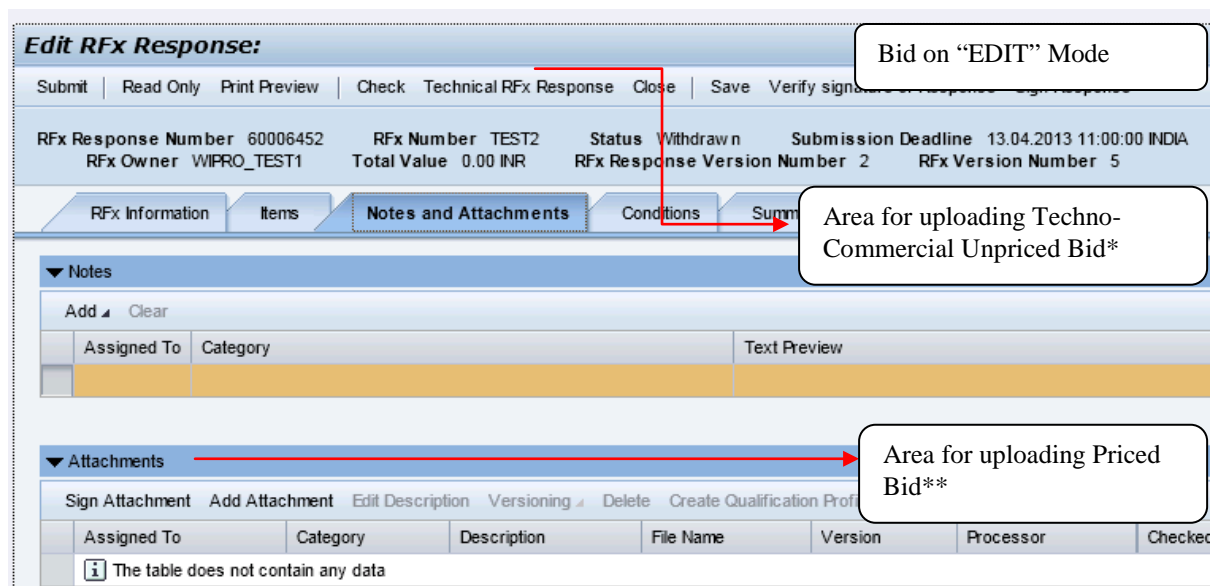 Edit RFx Response:
Bid on “EDIT” Mode
Submit | Read Only Print Preview | Check Technical RFx Response Close | Save Verify
RFx Response Number 60006452 RFx Number TEST2 Status Withdrawn Submission Deadline 13.04.2013 11:00:00 INDIA
RFx Owner WIPRO_TEST1 Total Value 0.00 INR RFx Response Version Number 2 RFx Version Number 5
RFx Information Items Notes and Attachments Conditions
Area for uploading Techno-
Commercial Unpriced Bid*
Notes
Add Clear
Assigned To Category Text Preview
Area for uploading Priced
Bid**
Attachments
Sign Attachment Add Attachment Edit Description Versioning Delete Create Qualification
Assigned To Category Description File Name Version Processor Checked
i The table does not contain any data